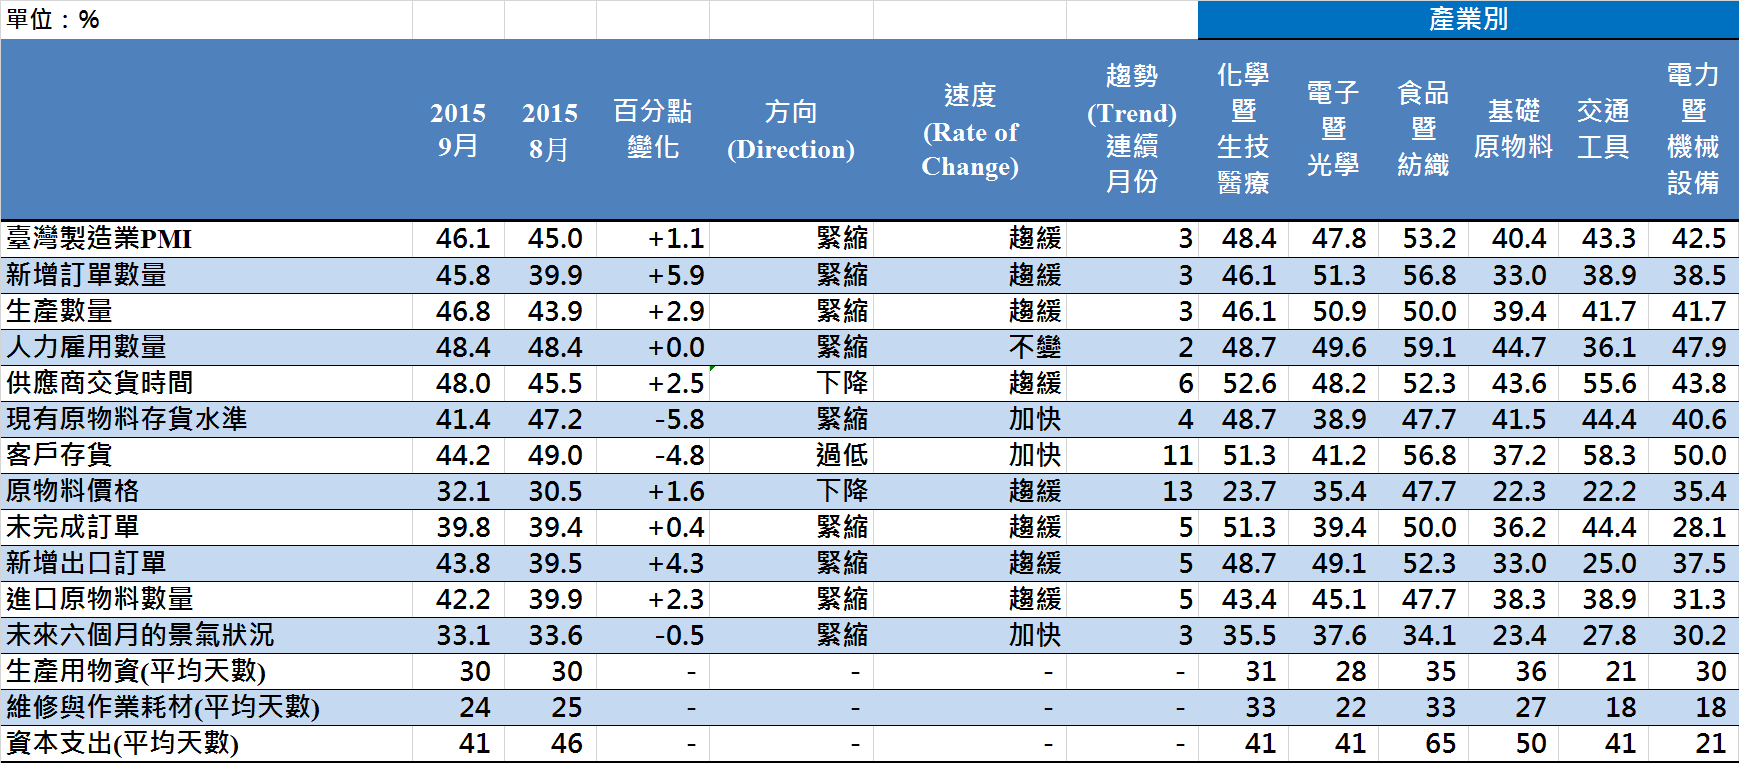 單位：% 產業別
2015 9月 2015 8月 百分點 變化 方向 (Direction) 速度 (Rate of Change) 趨勢 (Trend) 連續 月份 化學 暨 生技 醫療 電子 暨 光學 食品 暨 紡織 基礎 原物料 交通 工具 電力 暨 機械 設備
臺灣製造業PMI 46.1 45.0 +1.1 緊縮 趨緩 3 48.4 47.8 53.2 40.4 43.3 42.5
新增訂單數量 45.8 39.9 +5.9 緊縮 趨緩 3 46.1 51.3 56.8 33.0 38.9 38.5
生產數量 46.8 43.9 +2.9 緊縮 趨緩 3 46.1 50.9 50.0 39.4 41.7 41.7
人力雇用數量 48.4 48.4 +0.0 緊縮 不變 2 48.7 49.6 59.1 44.7 36.1 47.9
供應商交貨時間 48.0 45.5 +2.5 下降 趨緩 6 52.6 48.2 52.3 43.6 55.6 43.8
現有原物料存貨水準 41.4 47.2 -5.8 緊縮 加快 4 48.7 38.9 47.7 41.5 44.4 40.6
客戶存貨 44.2 49.0 -4.8 過低 加快 11 51.3 41.2 56.8 37.2 58.3 50.0
原物料價格 32.1 30.5 +1.6 下降 趨緩 13 23.7 35.4 47.7 22.3 22.2 35.4
未完成訂單 39.8 39.4 +0.4 緊縮 趨緩 5 51.3 39.4 50.0 36.2 44.4 28.1
新增出口訂單 43.8 39.5 +4.3 緊縮 趨緩 5 48.7 49.1 52.3 33.0 25.0 37.5
進口原物料數量 42.2 39.9 +2.3 緊縮 趨緩 5 43.4 45.1 47.7 38.3 38.9 31.3
未來六個月的景氣狀況 33.1 33.6 -0.5 緊縮 加快 3 35.5 37.6 34.1 23.4 27.8 30.2
生產用物資(平均天數) 30 30 - - - - 31 28 35 36 21 30
維修與作業耗材(平均天數) 24 25 - - - - 33 22 33 27 18 18
資本支出(平均天數) 41 46 - - - - 41 41 65 50 41 21